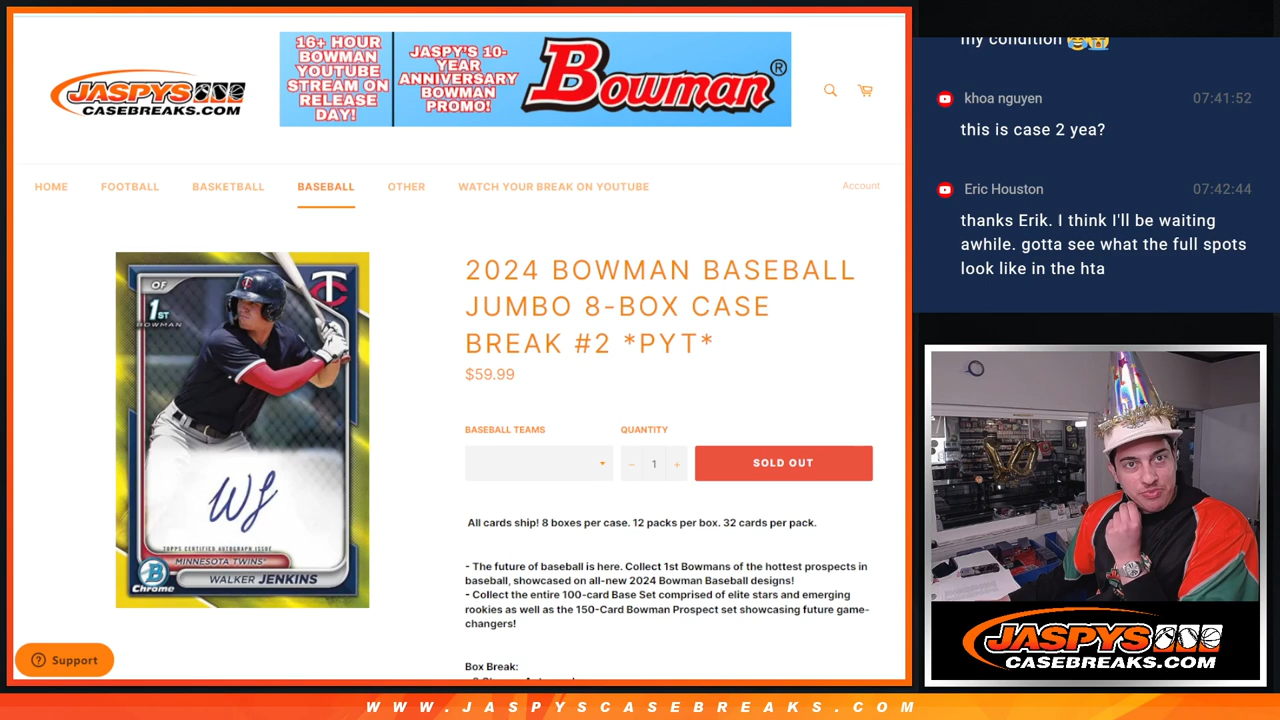 16+ HOUR
BOWMAN
YOUTUBE
STREAM ON
RELEASE
DAY!
JASPY'S 10-
YEAR
ANNIVERSARY
BOWMAN
PROMO!
Bowman®
JASPYS
CASEBREAKS.COM
HOME FOOTBALL BASKETBALL BASEBALL OTHER WATCH YOUR BREAK ON YOUTUBE Account
OF
1ST
BOWMAN
TC
TOPPS CERTIFIED AUTOGRAPH ISSUE
MINNESOTA TWINS
WALKER JENKINS
B
Chrome
2024 BOWMAN BASEBALL
JUMBO 8-BOX CASE
BREAK #2 *PYT*
$59.99
BASEBALL TEAMS QUANTITY
− 1 + SOLD OUT
All cards ship! 8 boxes per case. 12 packs per box. 32 cards per pack.
- The future of baseball is here. Collect 1st Bowmans of the hottest prospects in
baseball, showcased on all-new 2024 Bowman Baseball designs!
- Collect the entire 100-card Base Set comprised of elite stars and emerging
rookies as well as the 150-Card Bowman Prospect set showcasing future game-
changers!
Box Break:
Support
my condition 😂😭
khoa nguyen 07:41:52
this is case 2 yea?
Eric Houston 07:42:44
thanks Erik. I think I'll be waiting
awhile. gotta see what the full spots
look like in the hta
10
JASPYS
CASEBREAKS.COM
WWW.JASPYSCASEBREAKS.COM